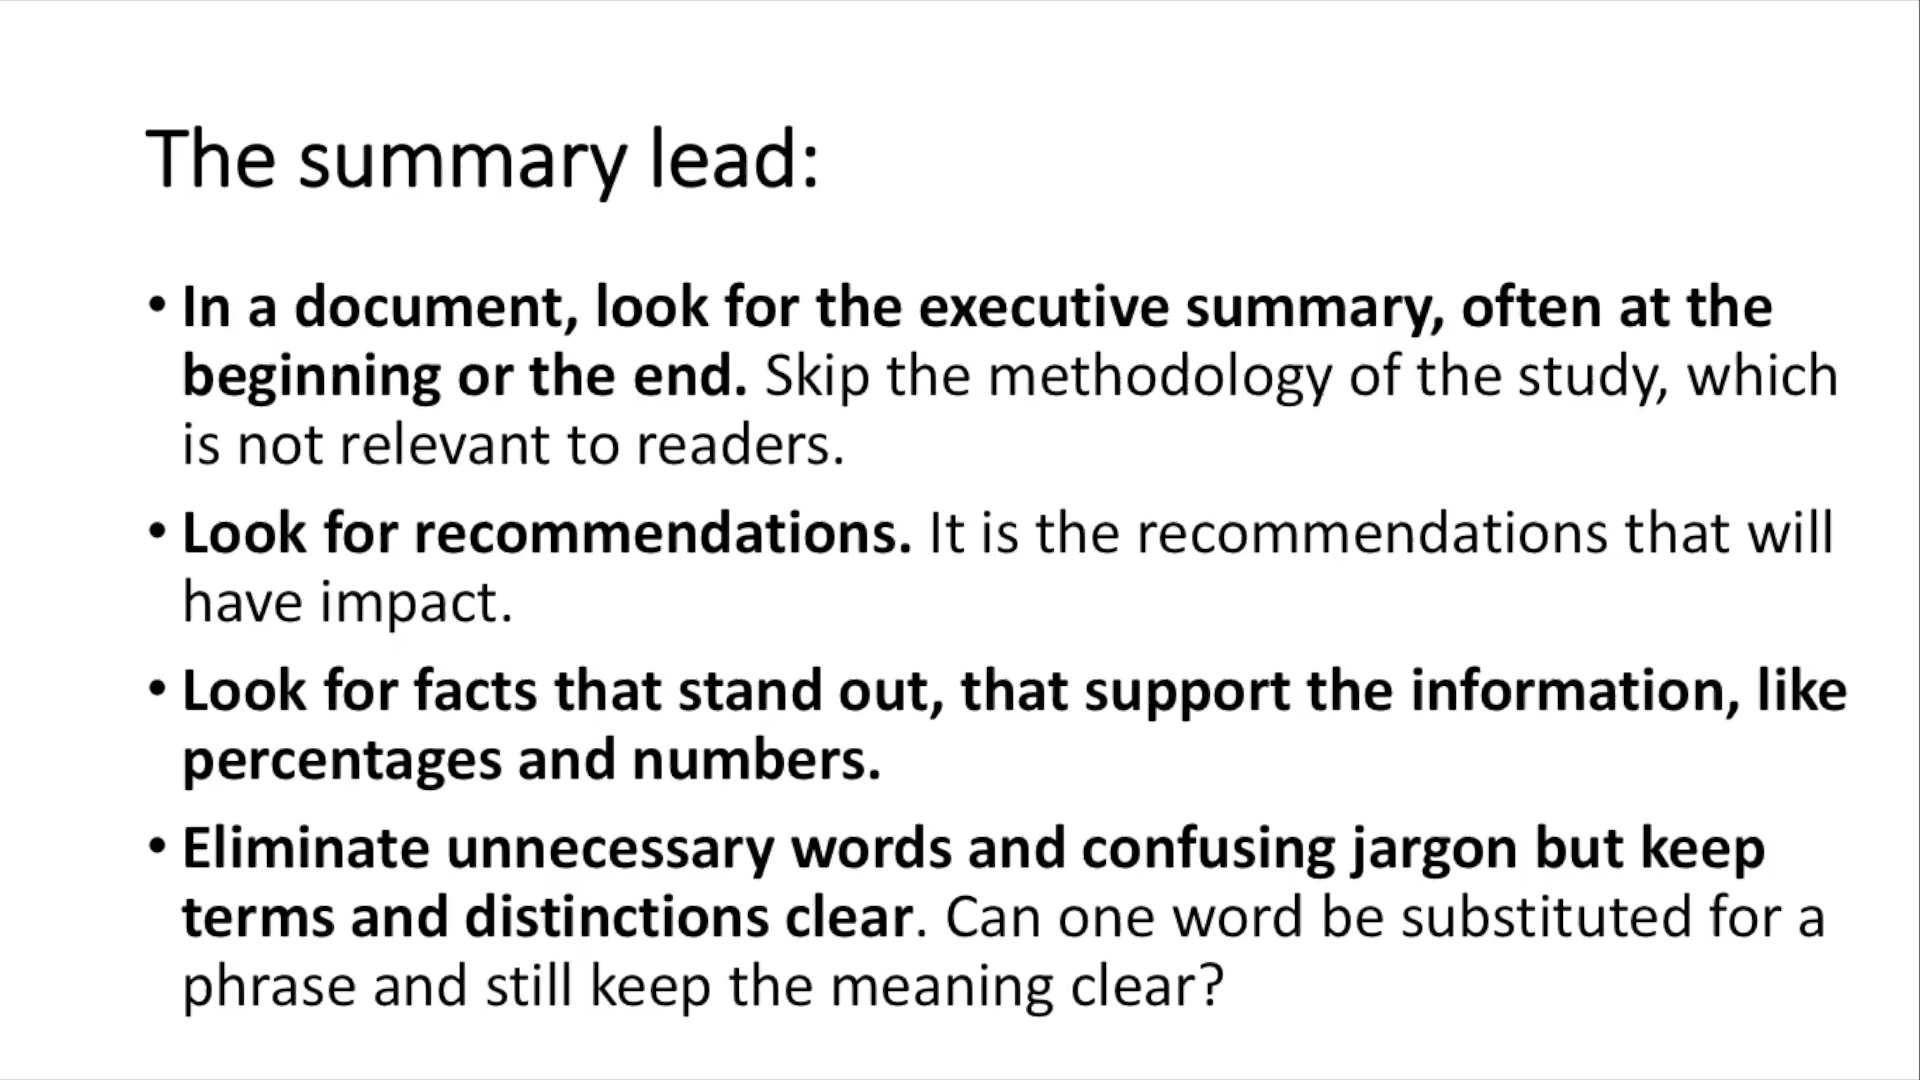 The summary lead:
• In a document, look for the executive summary, often at the
beginning or the end. Skip the methodology of the study, which
is not relevant to readers.
• Look for recommendations. It is the recommendations that will
have impact.
• Look for facts that stand out, that support the information, like
percentages and numbers.
• Eliminate unnecessary words and confusing jargon but keep
terms and distinctions clear. Can one word be substituted for a
phrase and still keep the meaning clear?